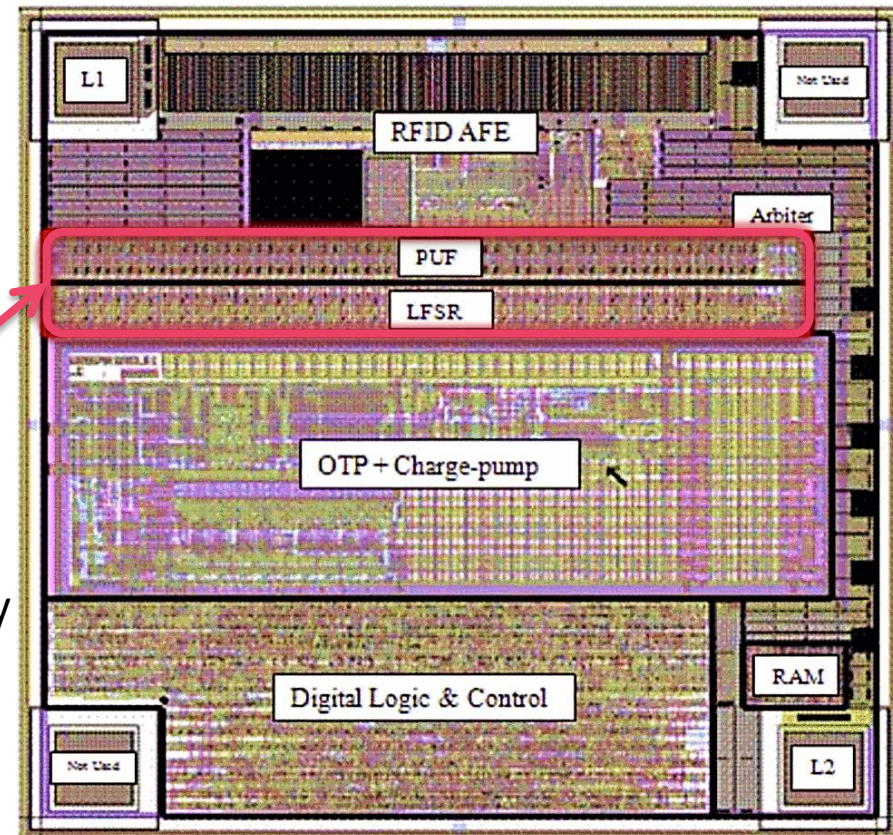 L1
Not Used
RFID AFE
Arbiter
PUF
LFSR
OTP + Charge-pump
RAM
Digital Logic & Control
Not Used
L2